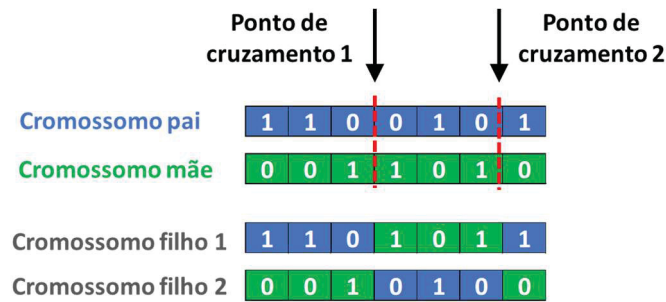 Ponto de
cruzamento 1
Ponto de
cruzamento 2
Cromossomo pai 1 1 0 0 1 0 1
Cromossomo mãe 0 0 1 1 0 1 0
Cromossomo filho 1 1 1 0 1 0 1 1
Cromossomo filho 2 0 0 1 0 1 0 0